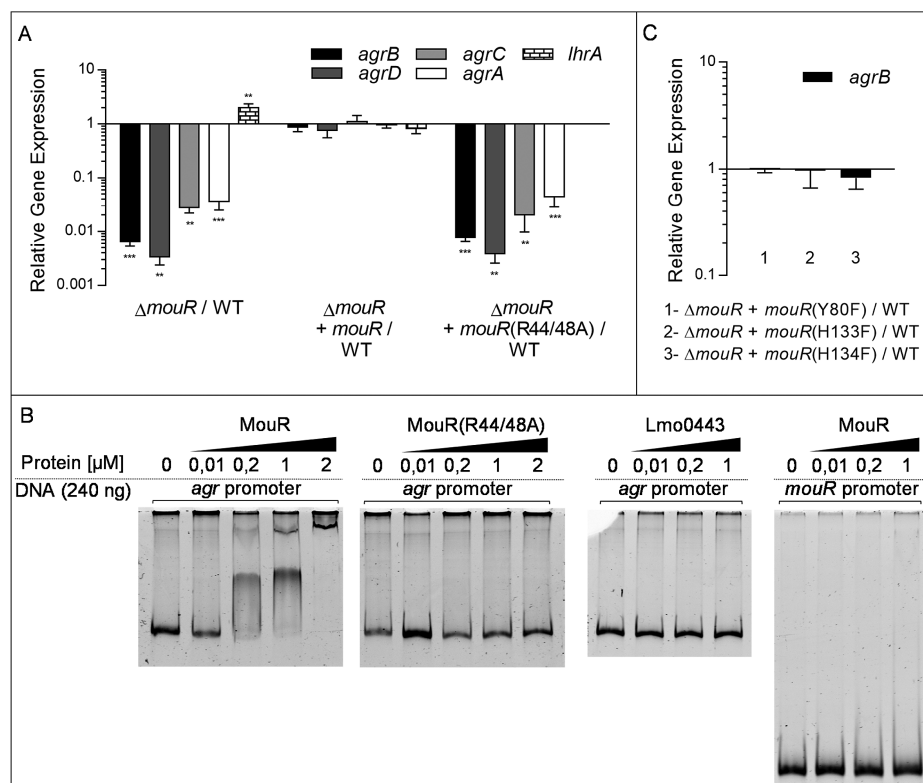 A
agrB
agrC
lhrA
agrD
agrA
Relative Gene Expression
10
1
0.1
0.01
0.001
**
***
**
**
***
***
**
**
***
ΔmouR / WT
ΔmouR
+ mouR /
WT
ΔmouR
+ mouR(R44/48A) /
WT
C
agrB
Relative Gene Expression
10
1
0.1
1 2 3
1- ΔmouR + mouR(Y80F) / WT
2- ΔmouR + mouR(H133F) / WT
3- ΔmouR + mouR(H134F) / WT
B
MouR MouR(R44/48A) Lmo0443 MouR
Protein [µM] 0 0,01 0,2 1 2 0 0,01 0,2 1 2 0 0,01 0,2 1 0 0,01 0,2 1
DNA (240 ng) agr promoter agr promoter agr promoter mouR promoter